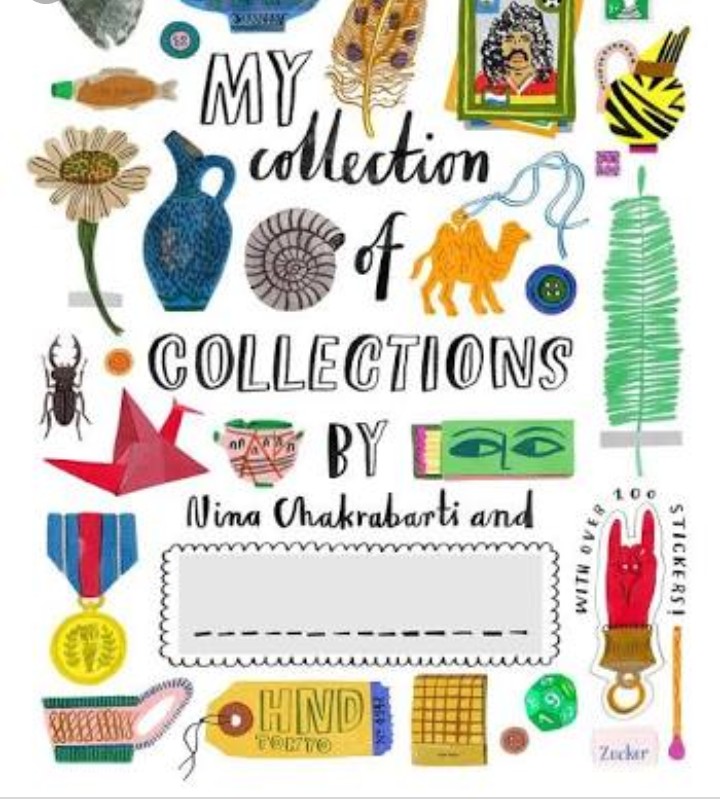 MY
collection
of
COLLECTIONS
BY
Nina Chakrabarti and
WITH OVER 100 STICKERS!
HND
TOKYO
Zucker